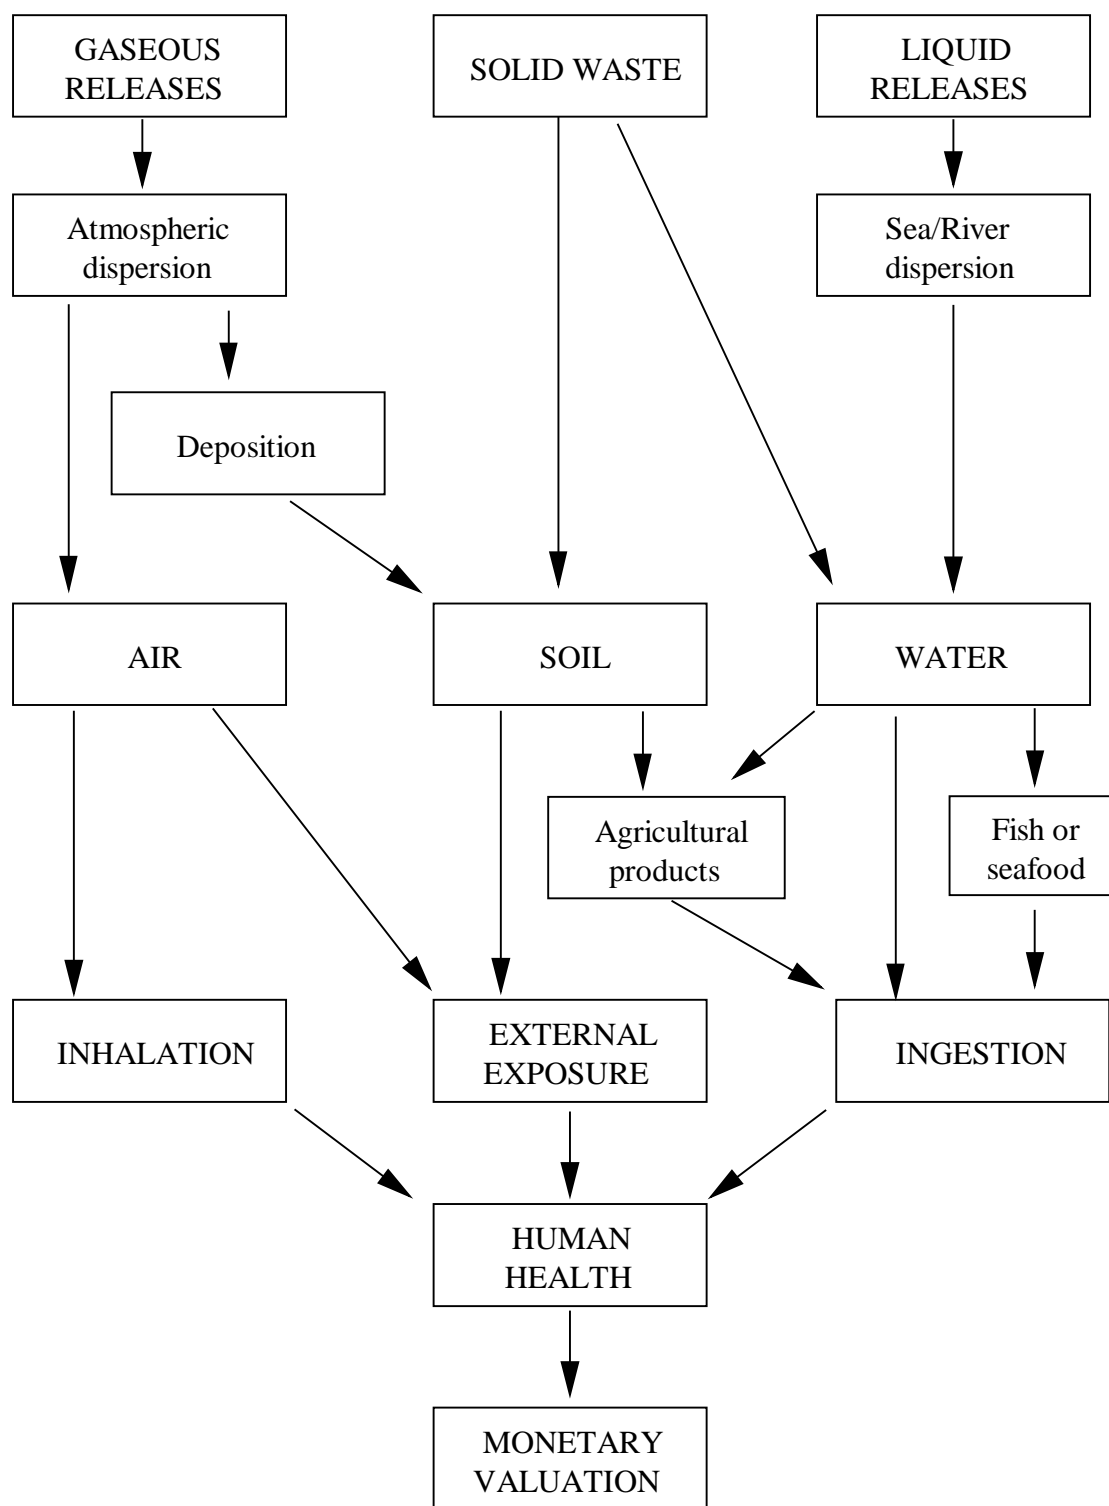 GASEOUS
RELEASES
SOLID WASTE
LIQUID
RELEASES
Atmospheric
dispersion
Sea/River
dispersion
Deposition
AIR
SOIL
WATER
Agricultural
products
Fish or
seafood
INHALATION
EXTERNAL
EXPOSURE
INGESTION
HUMAN
HEALTH
MONETARY
VALUATION